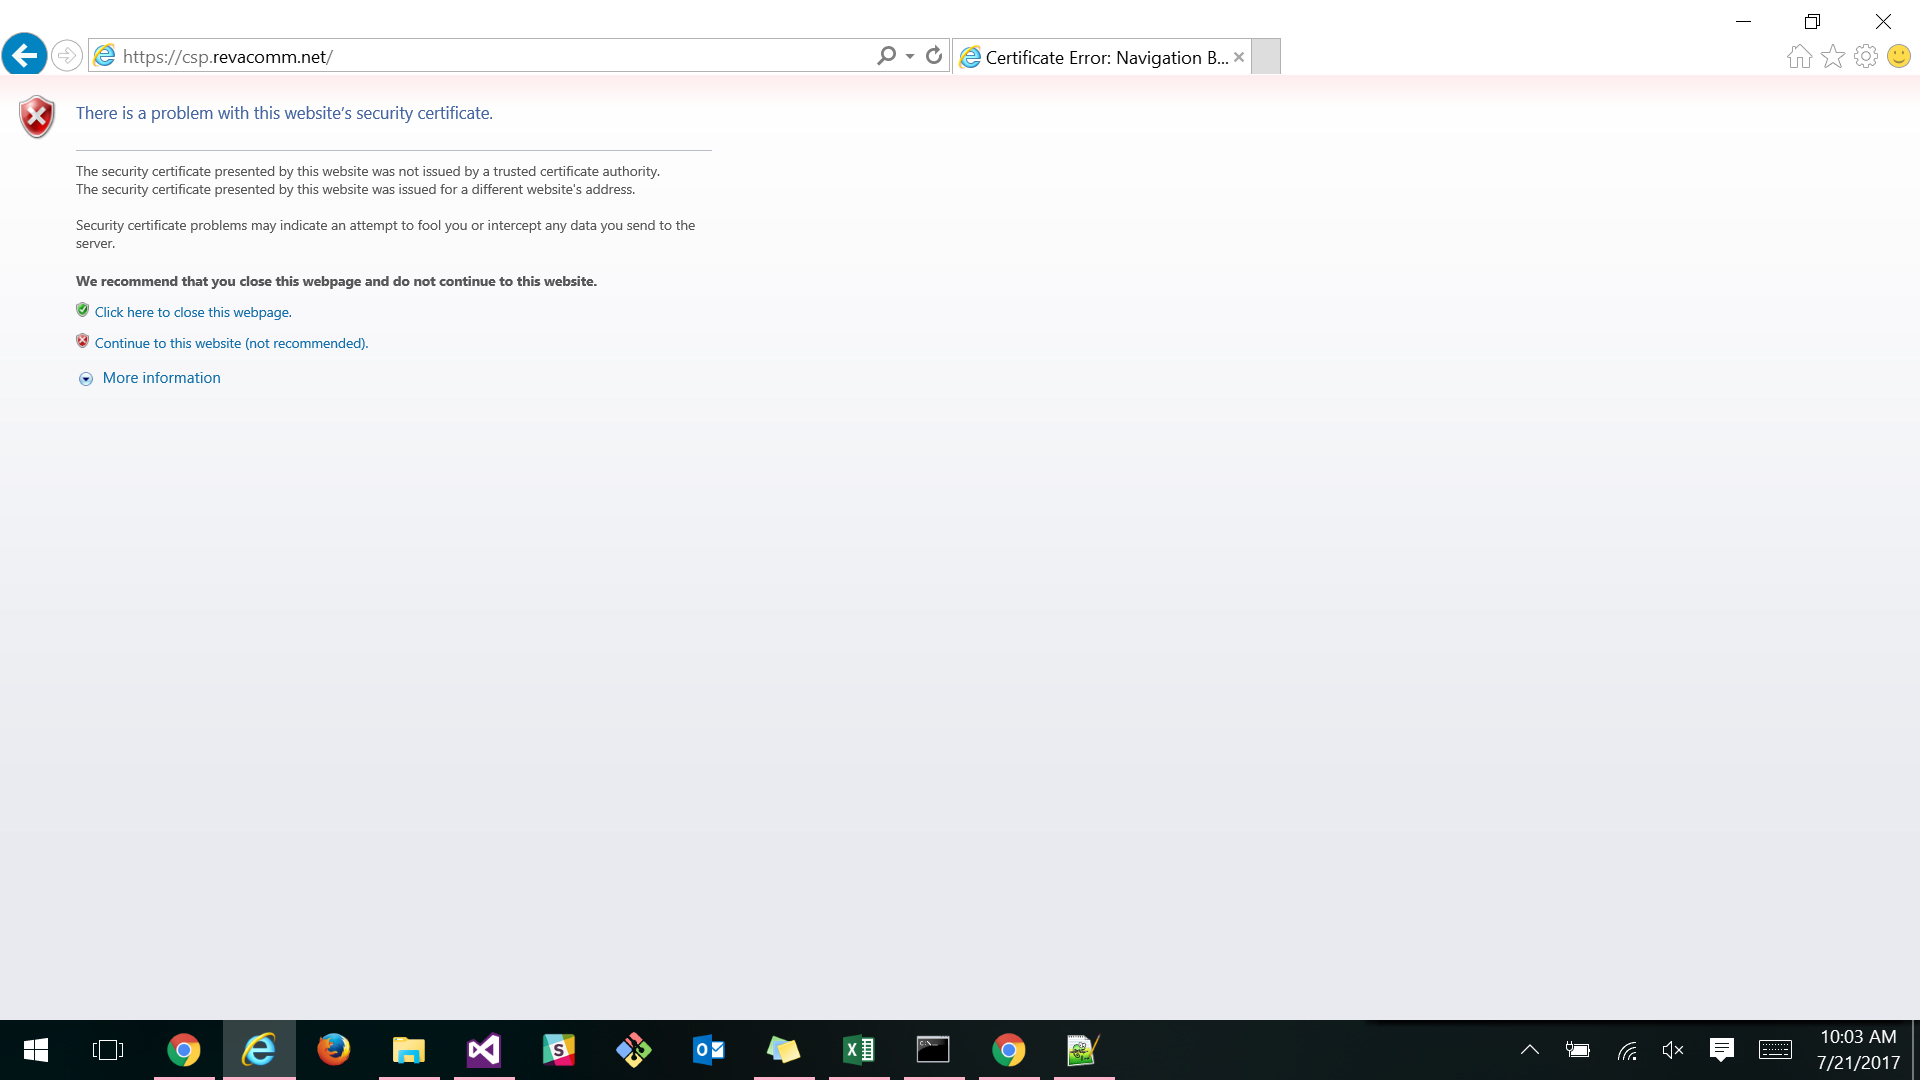 https://csp.revacomm.net/
Certificate Error: Navigation B...
There is a problem with this website’s security certificate.
The security certificate presented by this website was not issued by a trusted certificate authority.
The security certificate presented by this website was issued for a different website's address.
Security certificate problems may indicate an attempt to fool you or intercept any data you send to the
server.
We recommend that you close this webpage and do not continue to this website.
Click here to close this webpage.
Continue to this website (not recommended).
More information
10:03 AM
7/21/2017